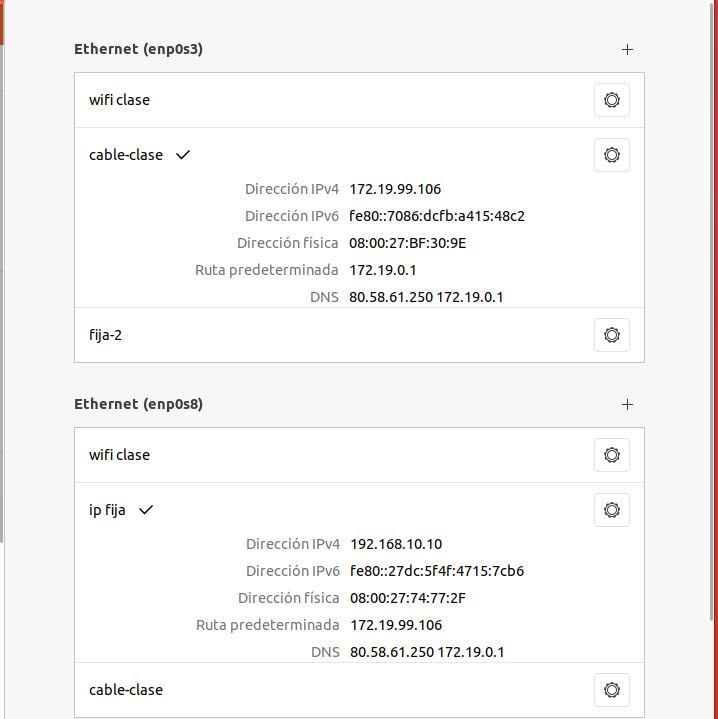 Ethernet (enp0s3)
wifi clase
cable-clase
Dirección IPv4 172.19.99.106
Dirección IPv6 fe80::7086:dcfb:a415:48c2
Dirección física 08:00:27:BF:30:9E
Ruta predeterminada 172.19.0.1
DNS 80.58.61.250 172.19.0.1
fija-2
Ethernet (enp0s8)
wifi clase
ip fija
Dirección IPv4 192.168.10.10
Dirección IPv6 fe80::27dc:5f4f:4715:7cb6
Dirección física 08:00:27:74:77:2F
Ruta predeterminada 172.19.99.106
DNS 80.58.61.250 172.19.0.1
cable-clase